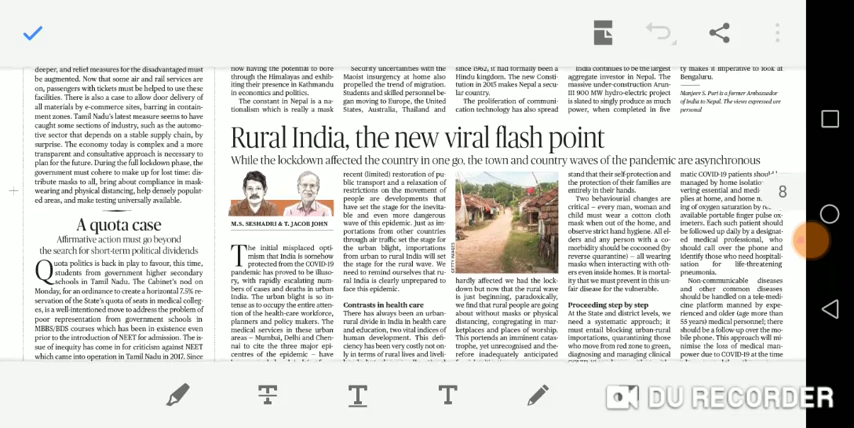 deeper, and relief measures for the disadvantaged must
be augmented. Now that some air and rail services are
on, passengers with tickets must be helped to use these
facilities. There is also a case to allow door delivery of
all materials by e-commerce sites, barring in contain-
ment zones. Tamil Nadu's latest measure seems to have
caught some sections of industry, such as the automo-
tive sector that depends on a stable supply chain, by
surprise. The economy today is complex and a more
transparent and consultative approach is necessary to
plan for the future. During the full lockdown phase, the
government must cohere to make up for lost time: dis-
tribute masks to all, bring about compliance in mask-
wearing and physical distancing, help densely populat-
ed areas, and make testing universally available.
A quota case
Affirmative action must go beyond
the search for short-term political dividends
Quota politics is back in play to favour, this time,
students from government higher secondary
schools in Tamil Nadu. The Cabinet's nod on
Monday, for an ordinance to create a horizontal 7.5% re-
servation of the State's quota of seats in medical colleg-
es, is a well-intentioned move to address the problem of
poor representation from government schools in
MBBS/BDS courses which has been in existence even
prior to the introduction of NEET for admission. The is-
sue of inequity has come in for criticism against NEET
which came into operation in Tamil Nadu in 2017. Since
now having the potential to bore
through the Himalayas and exhib-
iting their presence in Kathmandu
in economics and politics.
The constant in Nepal is a na-
tionalism which is really a mask
Security uncertainties with the
Maoist insurgency at home also
propelled the trend of migration.
Students and skilled personnel be-
gan moving to Europe, the United
States, Australia, Thailand and
since 1962, it had formally been a
Hindu kingdom. The new Consti-
tution in 2015 makes Nepal a secu-
lar country.
The proliferation of communi-
cation technology has also spread
India continues to be the largest
aggregate investor in Nepal. The
massive under-construction Arun-
III 900 MW hydro-electric project
is slated to singly produce as much
power, when completed in five
ty makes it imperative to look at
Bengaluru.
Manjeev S. Puri is a former Ambassador
of India to Nepal. The views expressed are
personal
Rural India, the new viral flash point
While the lockdown affected the country in one go, the town and country waves of the pandemic are asynchronous
M.S. SESHADRI & T. JACOB JOHN
The initial misplaced opti-
mism that India is somehow
protected from the COVID-19
pandemic has proved to be illuso-
ry, with rapidly escalating num-
bers of cases and deaths in urban
India. The urban blight is so in-
tense as to occupy the entire atten-
tion of the health-care workforce,
planners and policy makers. The
medical services in these urban
areas – Mumbai, Delhi and Chen-
nai to cite the three major epi-
centres of the epidemic – have
recent (limited) restoration of pu-
blic transport and a relaxation of
restrictions on the movement of
people are developments that
have set the stage for the inevita-
ble and even more dangerous
wave of this epidemic. Just as im-
portations from other countries
through air traffic set the stage for
the urban blight, importations
from urban to rural India will set
the stage for the rural wave. We
need to remind ourselves that ru-
ral India is clearly unprepared to
face this epidemic.
Contrasts in health care
There has always been an urban-
rural divide in India in health care
and education, two vital indices of
human development. This defi-
ciency has been very costly not on-
ly in terms of rural lives and liveli-
GETTY IMAGES
hardly affected we had the lock-
down but now that the rural wave
is just beginning, paradoxically,
we find that rural people are going
about without masks or physical
distancing, congregating in mar-
ketplaces and places of worship.
This portends an imminent catas-
trophe, yet unrecognised and the-
refore inadequately anticipated
stand that their self-protection and
the protection of their families are
entirely in their hands.
Two behavioural changes are
critical – every man, woman and
child must wear a cotton cloth
mask when out of the home, and
observe strict hand hygiene. All el-
ders and any person with a co-
morbidity should be cocooned (by
reverse quarantine) – all wearing
masks when interacting with oth-
ers even inside homes. It is mortal-
ity that we must prevent in this un-
fair disease for the vulnerable.
Proceeding step by step
At the State and district levels, we
need a systematic approach; it
must entail blocking urban-rural
importations, quarantining those
who move from red zone to green,
diagnosing and managing clinical
matic COVID-19 patients should
managed by home isolation
vering essential and medic
plies at home, and home
ing of oxygen saturation by
available portable finger pulse ox-
imeters. Each such patient should
be followed up daily by a designat-
ed medical professional, who
should call over the phone and
identify those who need hospitali-
sation for life-threatening
pneumonia.
Non-communicable diseases
and other common diseases
should be handled on a tele-med-
icine platform manned by experi-
enced and older (age more than
55 years) medical personnel; there
should be a follow up over the mo-
bile phone. This approach will mi-
nimise the loss of medical man-
power due to COVID-19 at the time
8
DU RECORDER